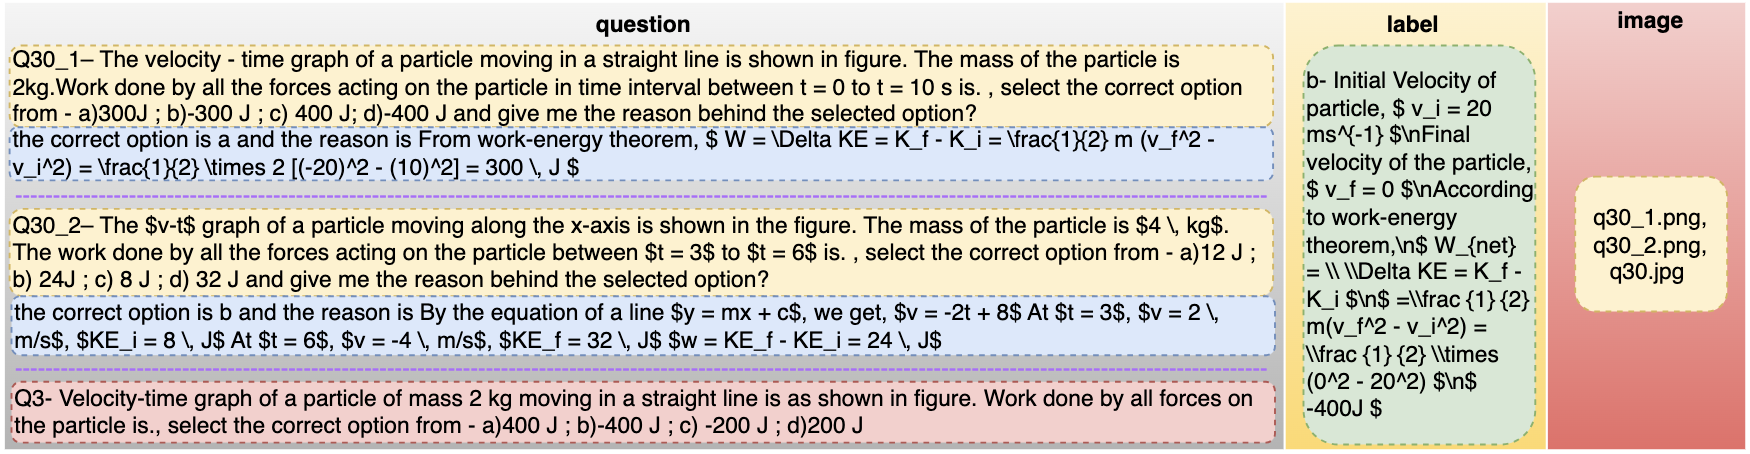 question
Q30_1– The velocity - time graph of a particle moving in a straight line is shown in figure. The mass of the particle is
2kg.Work done by all the forces acting on the particle in time interval between t = 0 to t = 10 s is. , select the correct option
from - a)300J ; b)-300 J ; c) 400 J; d)-400 J and give me the reason behind the selected option?
the correct option is a and the reason is From work-energy theorem, $ W = \Delta KE = K_f - K_i = \frac{1}{2} m (v_f^2 -
v_i^2) = \frac{1}{2} \times 2 [(-20)^2 - (10)^2] = 300 \, J $
Q30_2– The $v-t$ graph of a particle moving along the x-axis is shown in the figure. The mass of the particle is $4 \, kg$.
The work done by all the forces acting on the particle between $t = 3$ to $t = 6$ is. , select the correct option from - a)12 J ;
b) 24J ; c) 8 J ; d) 32 J and give me the reason behind the selected option?
the correct option is b and the reason is By the equation of a line $y = mx + c$, we get, $v = -2t + 8$ At $t = 3$, $v = 2 \,
m/s$, $KE_i = 8 \, J$ At $t = 6$, $v = -4 \, m/s$, $KE_f = 32 \, J$ $w = KE_f - KE_i = 24 \, J$
Q3- Velocity-time graph of a particle of mass 2 kg moving in a straight line is as shown in figure. Work done by all forces on
the particle is., select the correct option from - a)400 J ; b)-400 J ; c) -200 J ; d)200 J
label
b- Initial Velocity of
particle, $ v_i = 20
ms^{-1} $\nFinal
velocity of the particle,
$ v_f = 0 $\nAccording
to work-energy
theorem,\n$ W_{net}
= \\ \\Delta KE = K_f -
K_i $\n$ =\\frac {1} {2}
m(v_f^2 - v_i^2) =
\\frac {1} {2} \\times
(0^2 - 20^2) $\n$
-400J $
image
q30_1.png,
q30_2.png,
q30.jpg